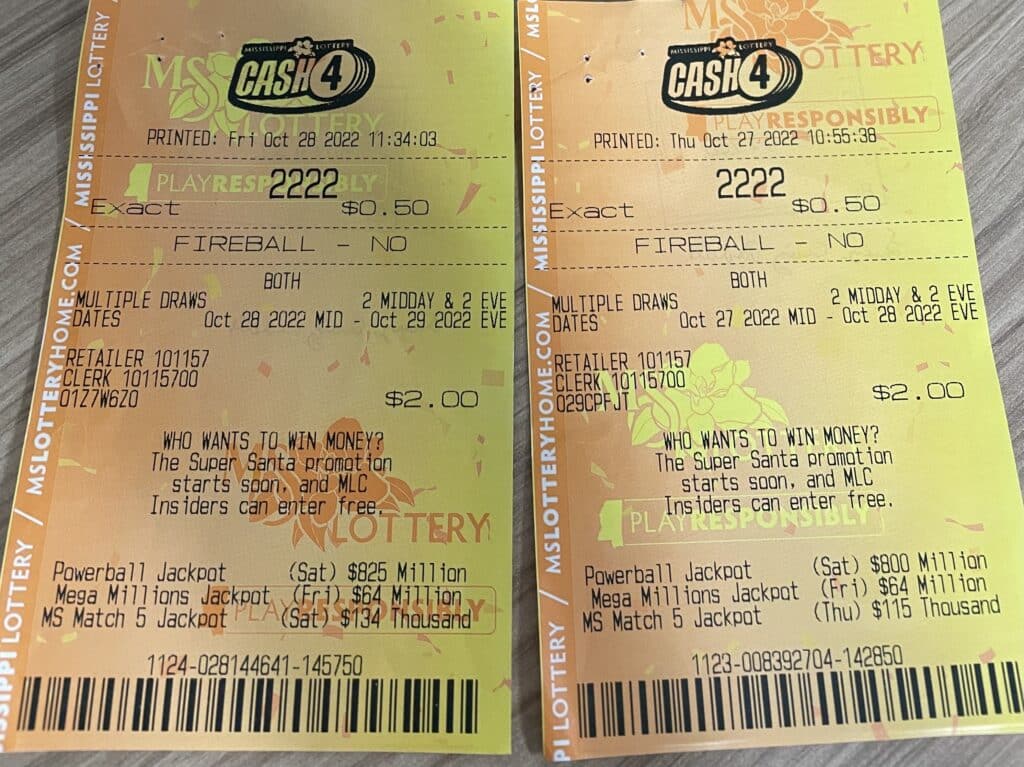 MISSISSIPPI LOTTERY
CASH 4
PRINTED: Fri Oct 28 2022 11:34:03
PLAY RESPONSIBLY
2222
Exact $0.50
FIREBALL - NO
BOTH
MULTIPLE DRAWS 2 MIDDAY & 2 EVE
DATES Oct 28 2022 MID - Oct 29 2022 EVE
RETAILER 101157
CLERK 10115700
01Z7W6Z0 $2.00
WHO WANTS TO WIN MONEY?
The Super Santa promotion
starts soon, and MLC
Insiders can enter free.
MS LOTTERY
Powerball Jackpot (Sat) $825 Million
Mega Millions Jackpot (Fri) $64 Million
MS Match 5 Jackpot (Sat) $134 Thousand
PLAY RESPONSIBLY
1124-028144641-145750
MISSISSIPPI LOTTERY / MSLOTTERYHOME.COM / MISSISSIPPI LOTTERY
MS LOTTERY
MISSISSIPPI LOTTERY
CASH 4
PLAY RESPONSIBLY
PRINTED: Thu Oct 27 2022 10:55:38
2222
Exact $0.50
FIREBALL - NO
BOTH
MULTIPLE DRAWS 2 MIDDAY & 2 EVE
DATES Oct 27 2022 MID - Oct 28 2022 EVE
RETAILER 101157
CLERK 10115700
029CPFJT $2.00
WHO WANTS TO WIN MONEY?
The Super Santa promotion
starts soon, and MLC
Insiders can enter free.
PLAY RESPONSIBLY
Powerball Jackpot (Sat) $800 Million
Mega Millions Jackpot (Fri) $64 Million
MS Match 5 Jackpot (Thu) $115 Thousand
1123-008392704-142850
PI LOTTERY / MSLOTTERYHOME.COM / MISSISSIPPI LOTTERY / MSL